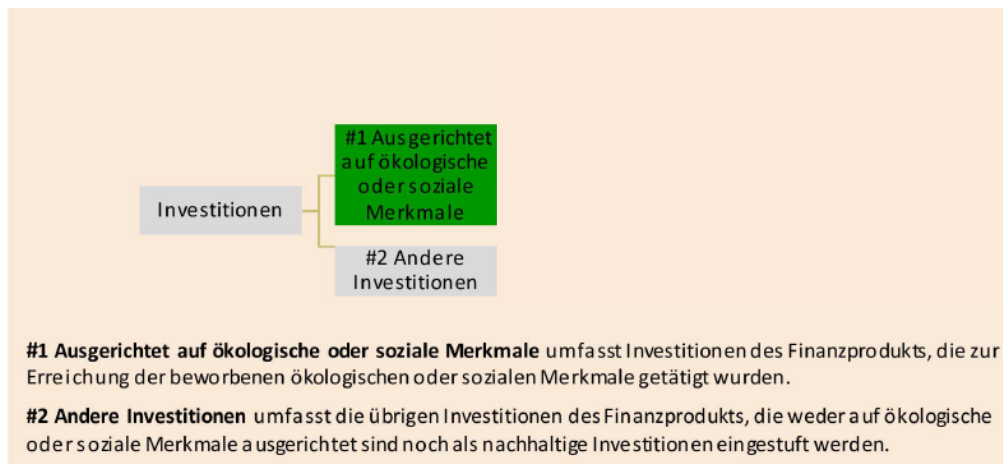 #1 Ausgerichtet
auf ökologische
oder soziale
Merkmale
Investitionen
#2 Andere
Investitionen
#1 Ausgerichtet auf ökologische oder soziale Merkmale umfasst Investitionen des Finanzprodukts, die zur
Erreichung der beworbenen ökologischen oder sozialen Merkmale getätigt wurden.
#2 Andere Investitionen umfasst die übrigen Investitionen des Finanzprodukts, die weder auf ökologische
oder soziale Merkmale ausgerichtet sind noch als nachhaltige Investitionen eingestuft werden.